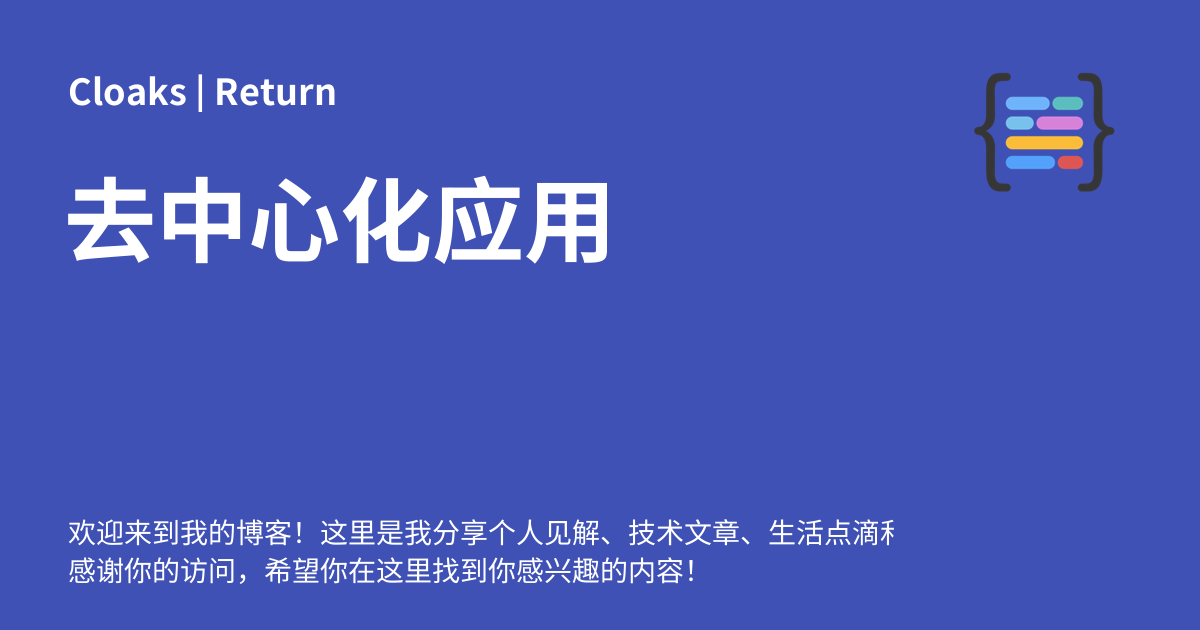 Cloaks | Return
去中心化应用
欢迎来到我的博客！这里是我分享个人见解、技术文章、生活点滴
感谢你的访问，希望你在这里找到你感兴趣的内容！